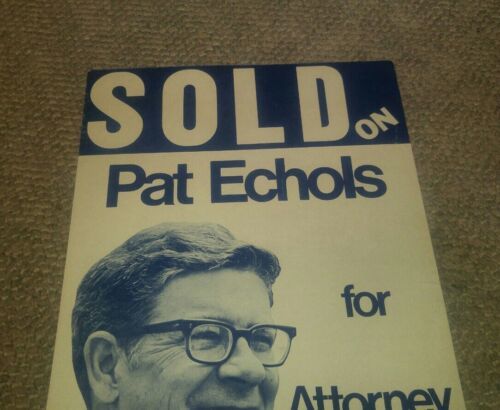 SOLD ON
Pat Echols
for
Attorney